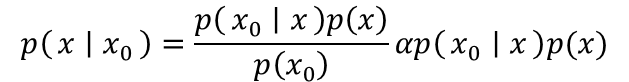 p( x | x₀ ) = p( x₀ | x )p(x) / p(x₀) αp( x₀ | x )p(x)